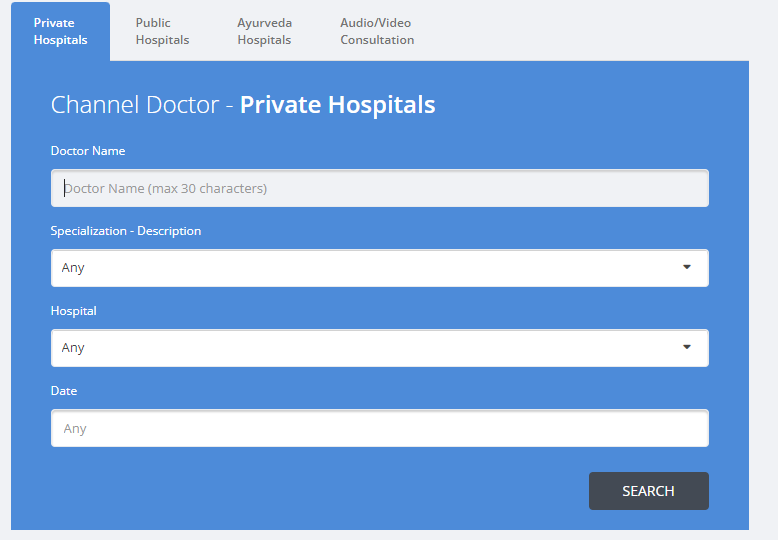 Private
Hospitals
Public
Hospitals
Ayurveda
Hospitals
Audio/Video
Consultation
Channel Doctor - Private Hospitals
Doctor Name
Doctor Name (max 30 characters)
Specialization - Description
Any
Hospital
Any
Date
Any
SEARCH